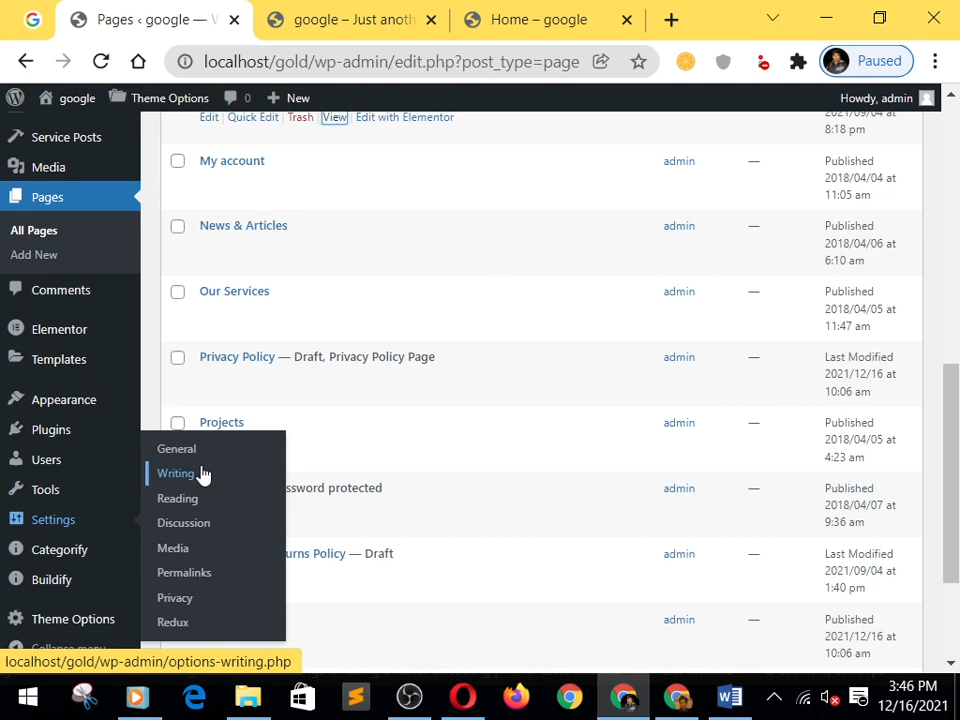 Pages ‹ google — W
google – Just anoth
Home – google
localhost/gold/wp-admin/edit.php?post_type=page
Paused
google
Theme Options
0
New
Howdy, admin
Service Posts
Media
Pages
All Pages
Add New
Comments
Elementor
Templates
Appearance
Plugins
Users
Tools
Settings
Categorify
Buildify
Theme Options
Collapse menu
General
Writing
Reading
Discussion
Media
Permalinks
Privacy
Redux
Edit | Quick Edit | Trash | View | Edit with Elementor
2021/09/04 at
8:18 pm
My account
admin
—
Published
2018/04/04 at
11:05 am
News & Articles
admin
—
Published
2018/04/06 at
6:10 am
Our Services
admin
—
Published
2018/04/05 at
11:47 am
Privacy Policy — Draft, Privacy Policy Page
admin
—
Last Modified
2021/12/16 at
10:06 am
Projects
admin
—
Published
2018/04/05 at
4:23 am
ssword protected
admin
—
Published
2018/04/07 at
9:36 am
urns Policy — Draft
admin
—
Last Modified
2021/09/04 at
1:40 pm
admin
—
Published
2021/12/16 at
10:06 am
localhost/gold/wp-admin/options-writing.php
3:46 PM
12/16/2021